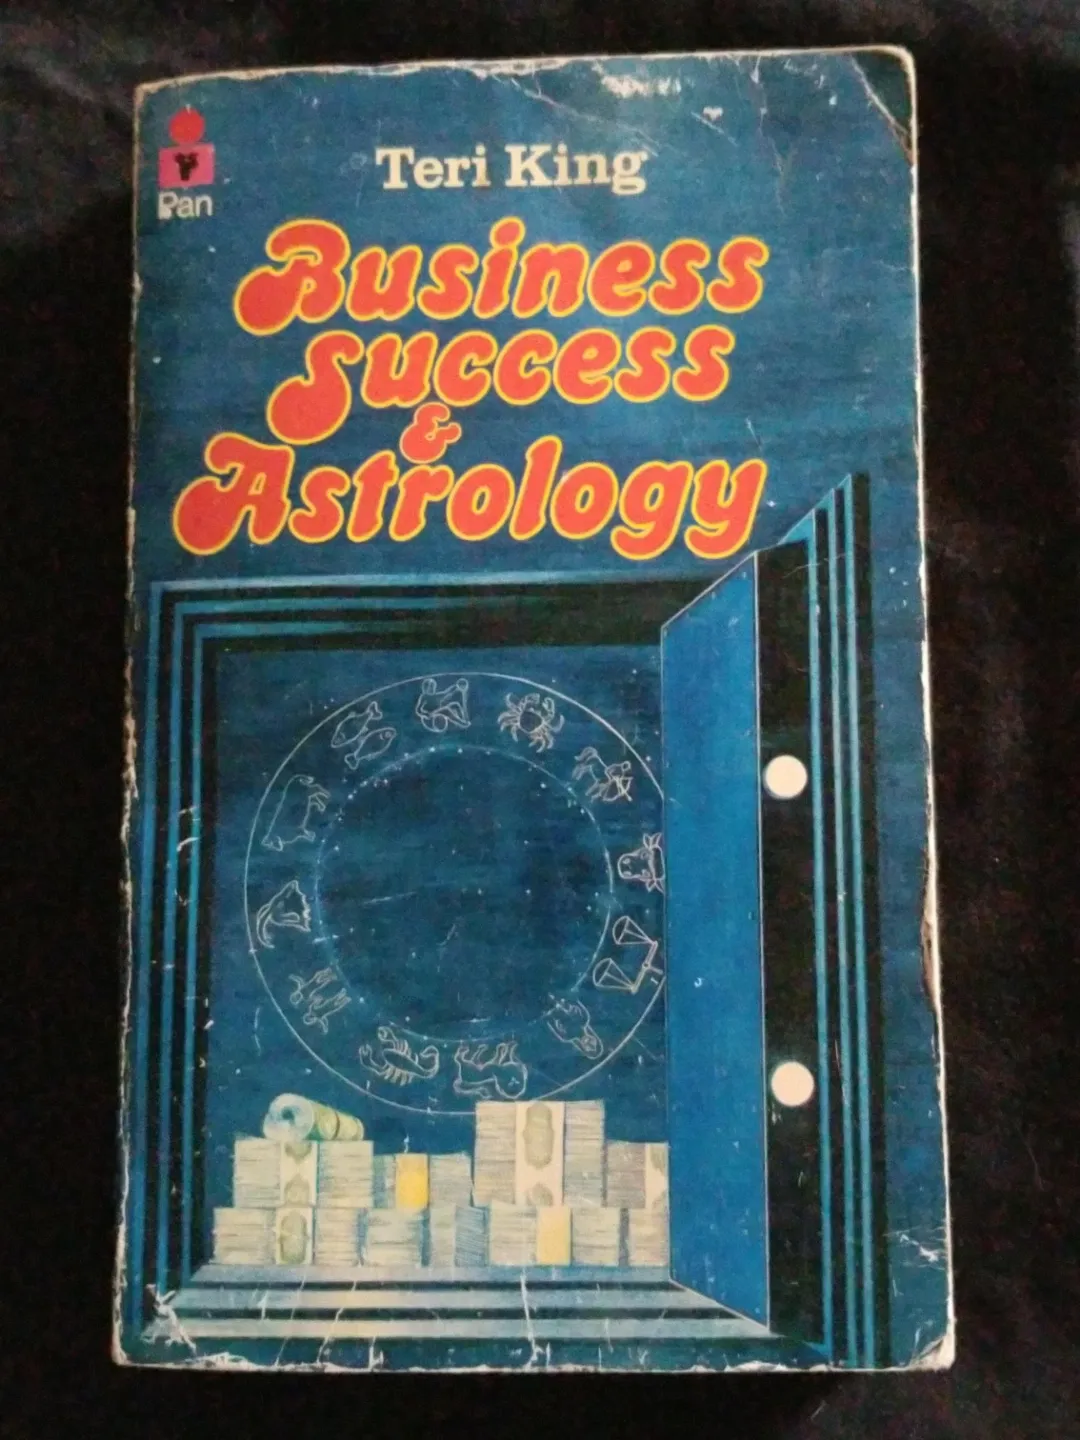 Pan
Teri King
Business
Success
&
Astrology